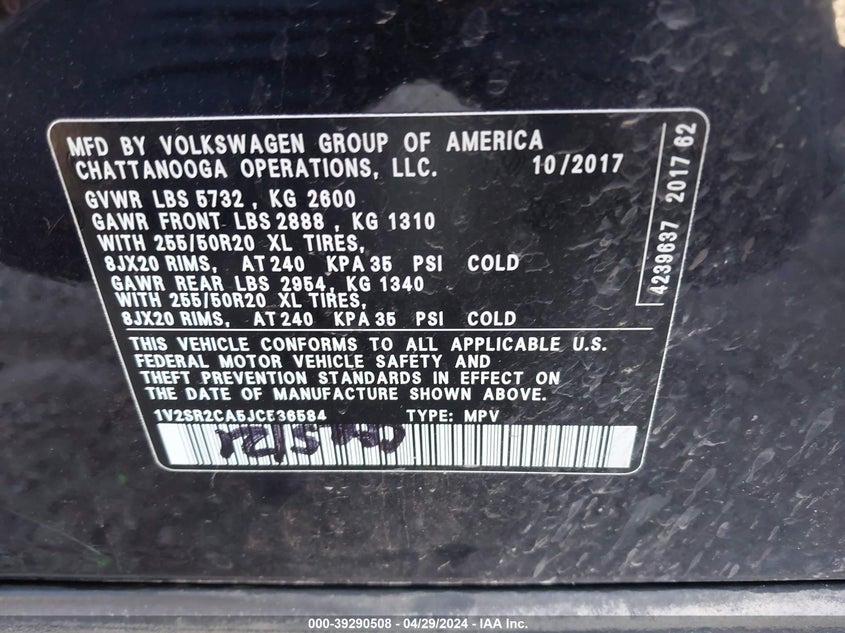 MFD BY VOLKSWAGEN GROUP OF AMERICA
CHATTANOOGA OPERATIONS, LLC. 10/2017
GVWR LBS 5732 , KG 2600
GAWR FRONT LBS 2888 , KG 1310
WITH 255/50R20 XL TIRES,
8JX20 RIMS, AT 240 KPA 35 PSI COLD
GAWR REAR LBS 2954, KG 1340
WITH 255/50R20 XL TIRES,
8JX20 RIMS, AT 240 KPA 35 PSI COLD
THIS VEHICLE CONFORMS TO ALL APPLICABLE U.S.
FEDERAL MOTOR VEHICLE SAFETY AND
THEFT PREVENTION STANDARDS IN EFFECT ON
THE DATE OF MANUFACTURE SHOWN ABOVE
1V2SR2CA5JC536584 TYPE: MPV
4239637 2017 62
000-39290508 - 04/29/2024 - IAA Inc.